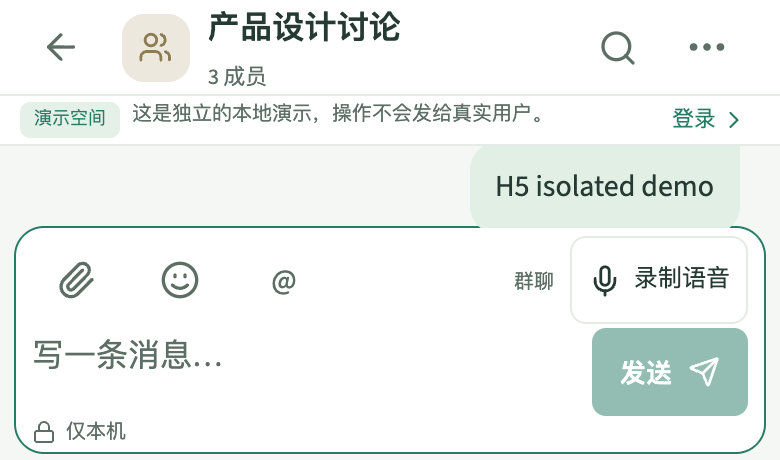 产品设计讨论
3 成员
演示空间 这是独立的本地演示，操作不会发给真实用户。 登录
H5 isolated demo
@ 群聊 录制语音
写一条消息...
发送
仅本机